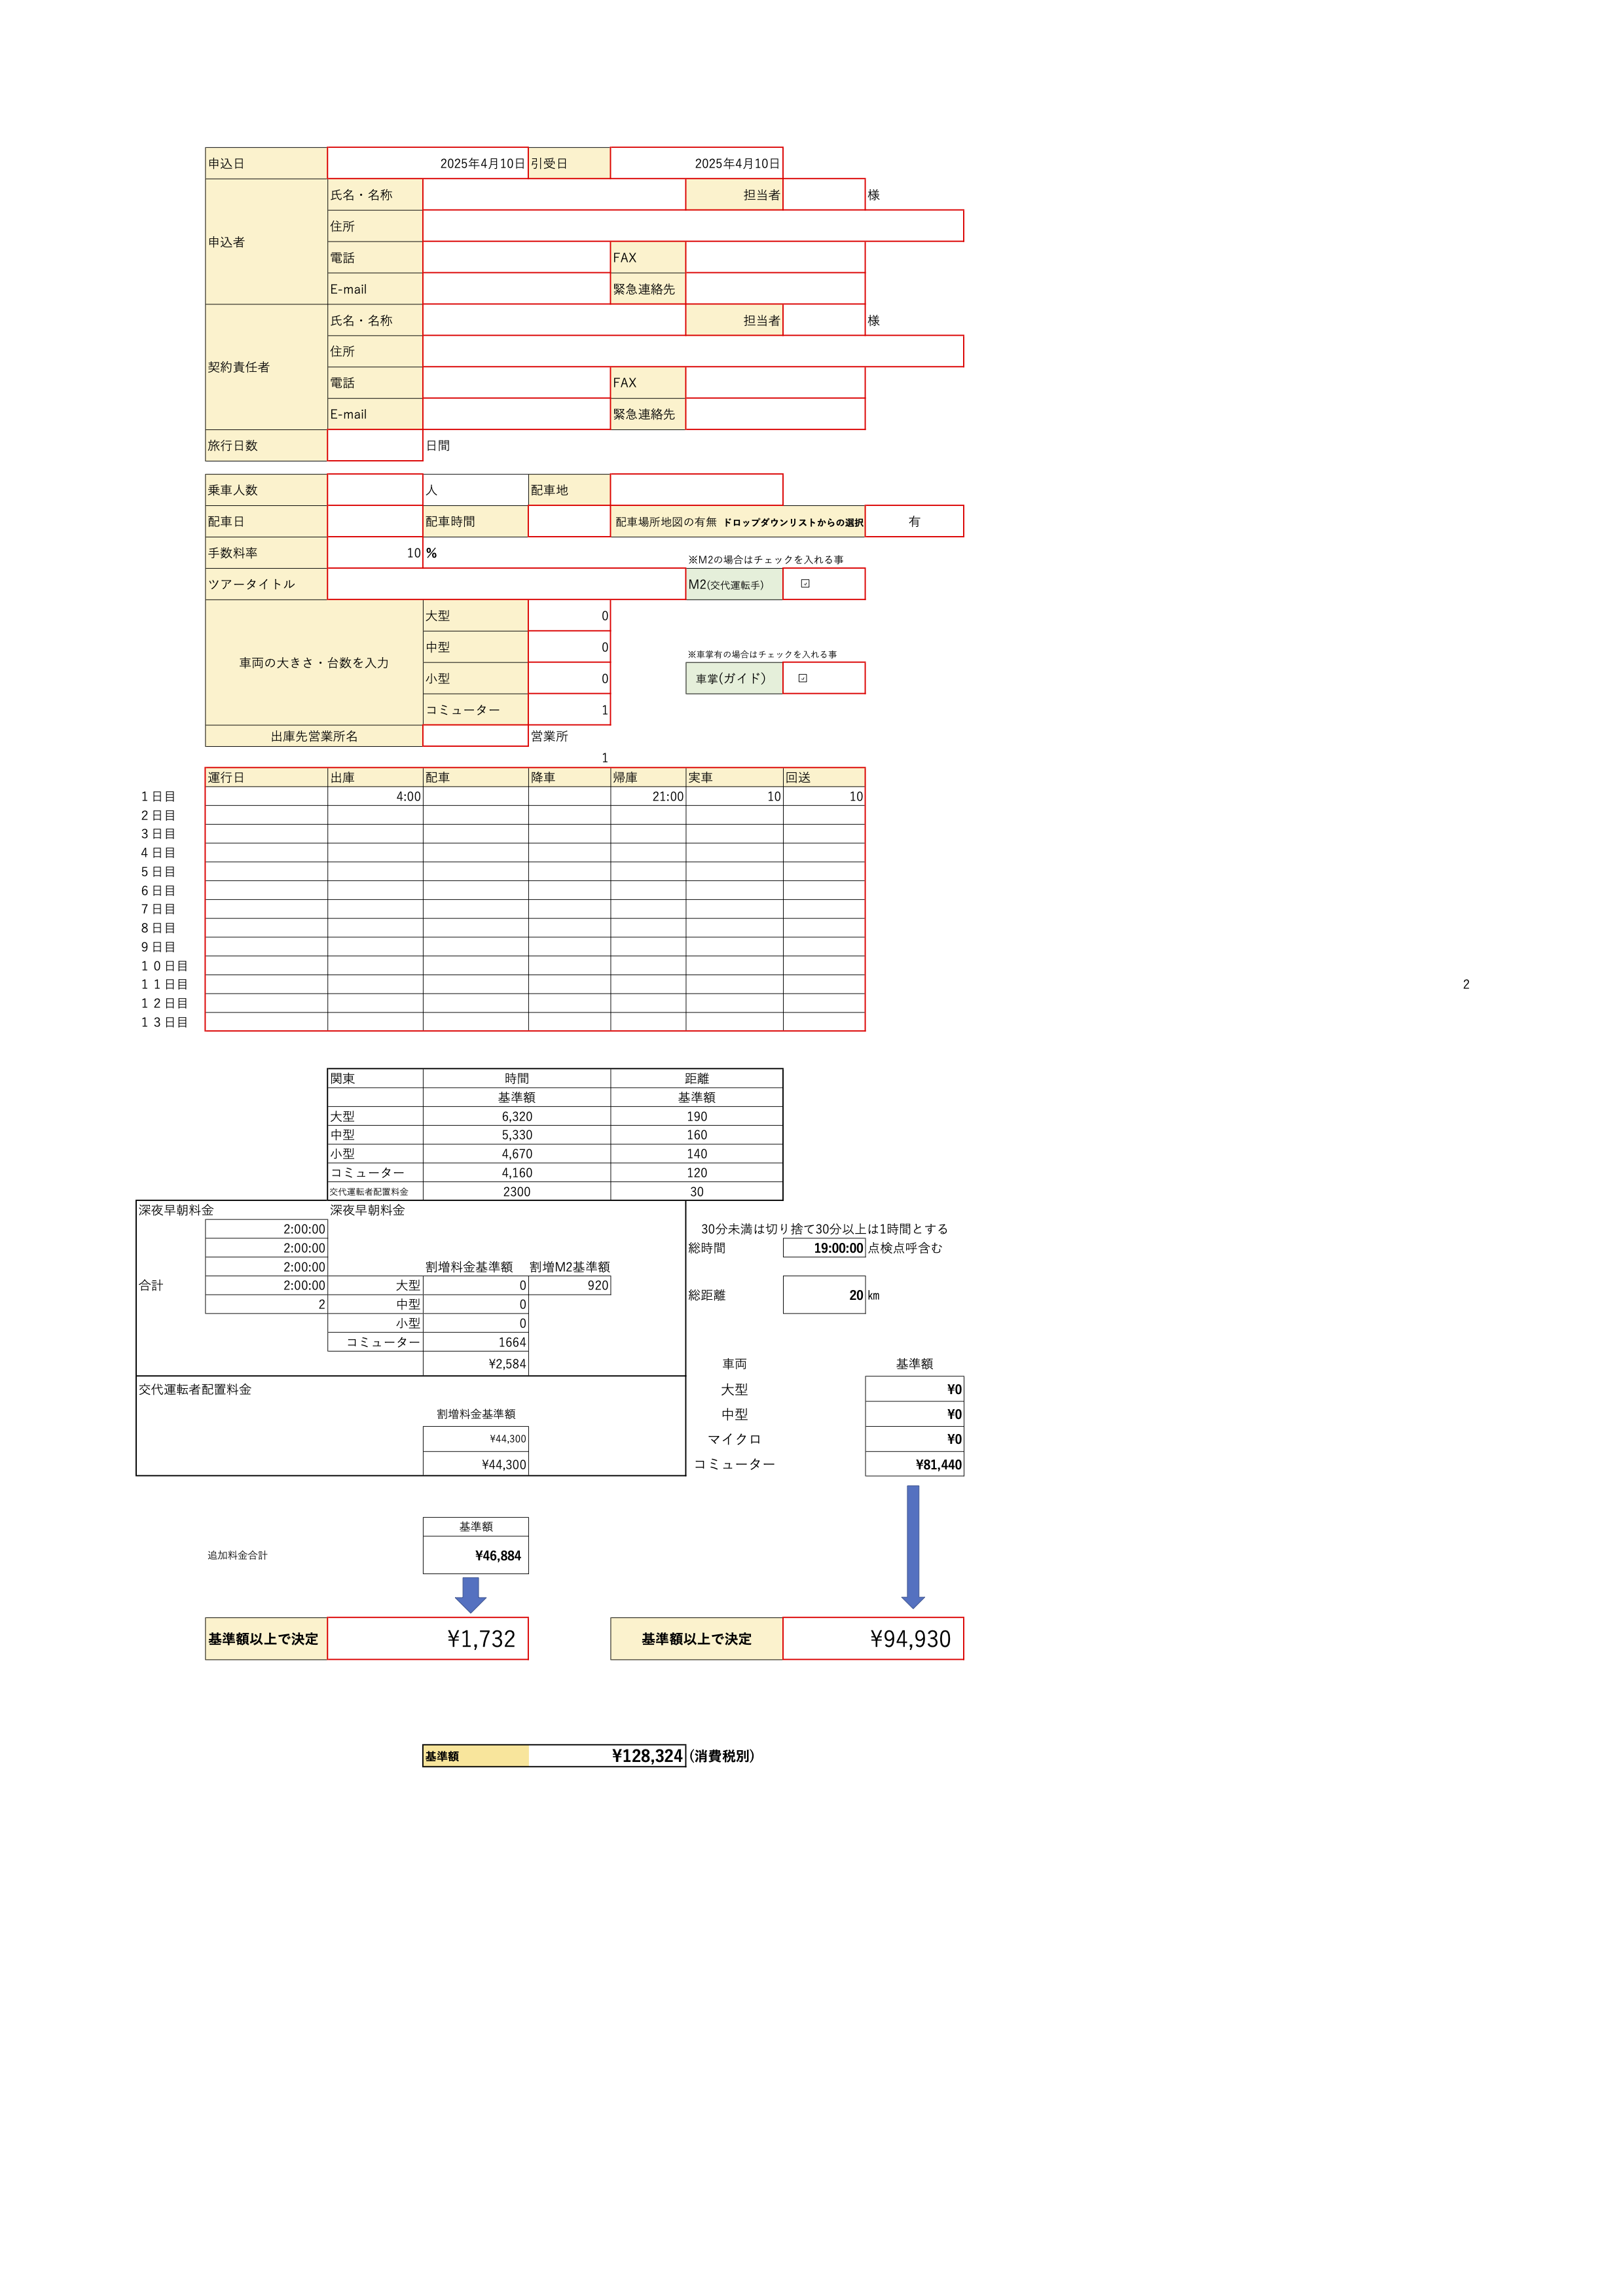 申込日 2025年4月10日 引受日 2025年4月10日
申込者 氏名・名称 担当者 様
住所
電話 FAX
E-mail 緊急連絡先
契約責任者 氏名・名称 担当者 様
住所
電話 FAX
E-mail 緊急連絡先
旅行日数 日間
乗車人数 人 配車地
配車日 配車時間 配車場所地図の有無 ドロップダウンリストからの選択 有
手数料率 10 %
※M2の場合はチェックを入れる事
ツアータイトル M2(交代運転手) ☑
車両の大きさ・台数を入力 大型 0
中型 0
※車掌有の場合はチェックを入れる事
小型 0 車掌(ガイド) ☑
コミューター 1
出庫先営業所名 営業所
1
運行日 出庫 配車 降車 帰庫 実車 回送
1日目 4:00 21:00 10 10
2日目
3日目
4日目
5日目
6日目
7日目
8日目
9日目
10日目
11日目 2
12日目
13日目
関東 時間 距離
基準額 基準額
大型 6,320 190
中型 5,330 160
小型 4,670 140
コミューター 4,160 120
交代運転者配置料金 2300 30
深夜早朝料金 深夜早朝料金
2:00:00 30分未満は切り捨て30分以上は1時間とする
2:00:00 総時間 19:00:00 点検点呼含む
2:00:00 割増料金基準額 割増M2基準額
合計 2:00:00 大型 0 920
総距離 20 km
2 中型 0
小型 0
コミューター 1664
¥2,584 車両 基準額
交代運転者配置料金 大型 ¥0
割増料金基準額 中型 ¥0
¥44,300 マイクロ ¥0
¥44,300 コミューター ¥81,440
基準額
追加料金合計 ¥46,884
基準額以上で決定 ¥1,732 基準額以上で決定 ¥94,930
基準額 ¥128,324 (消費税別)